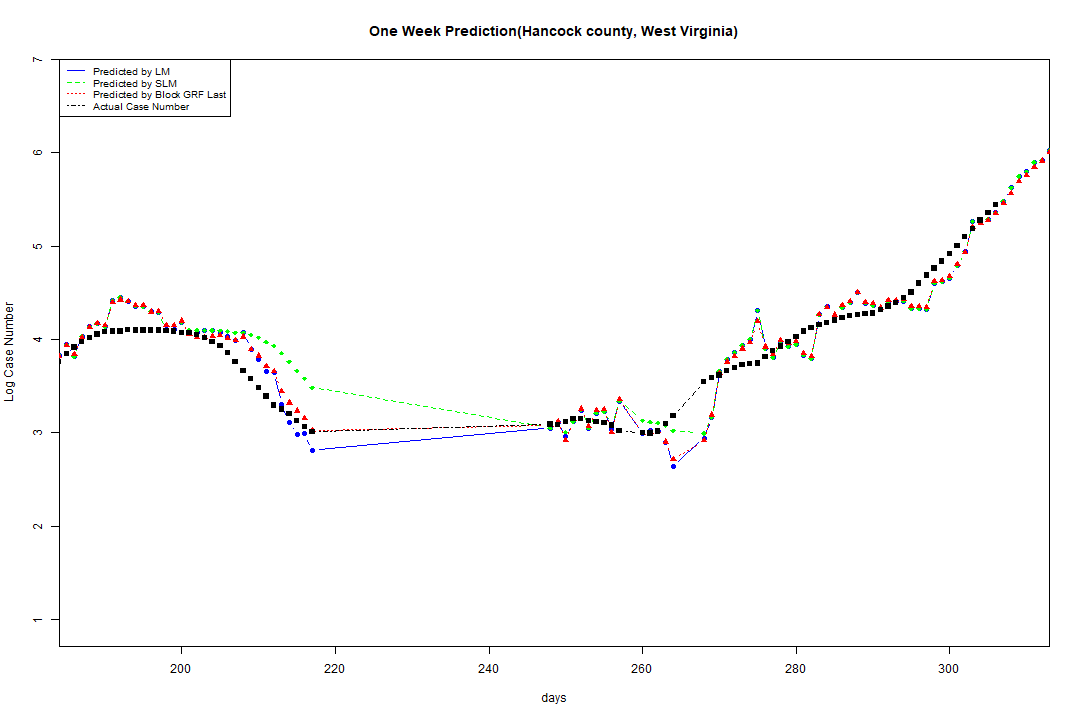 One Week Prediction(Hancock county, West Virginia)
Predicted by LM
Predicted by SLM
Predicted by Block GRF Last
Actual Case Number
7
6
5
4
3
2
1
Log Case Number
200 220 240 260 280 300
days